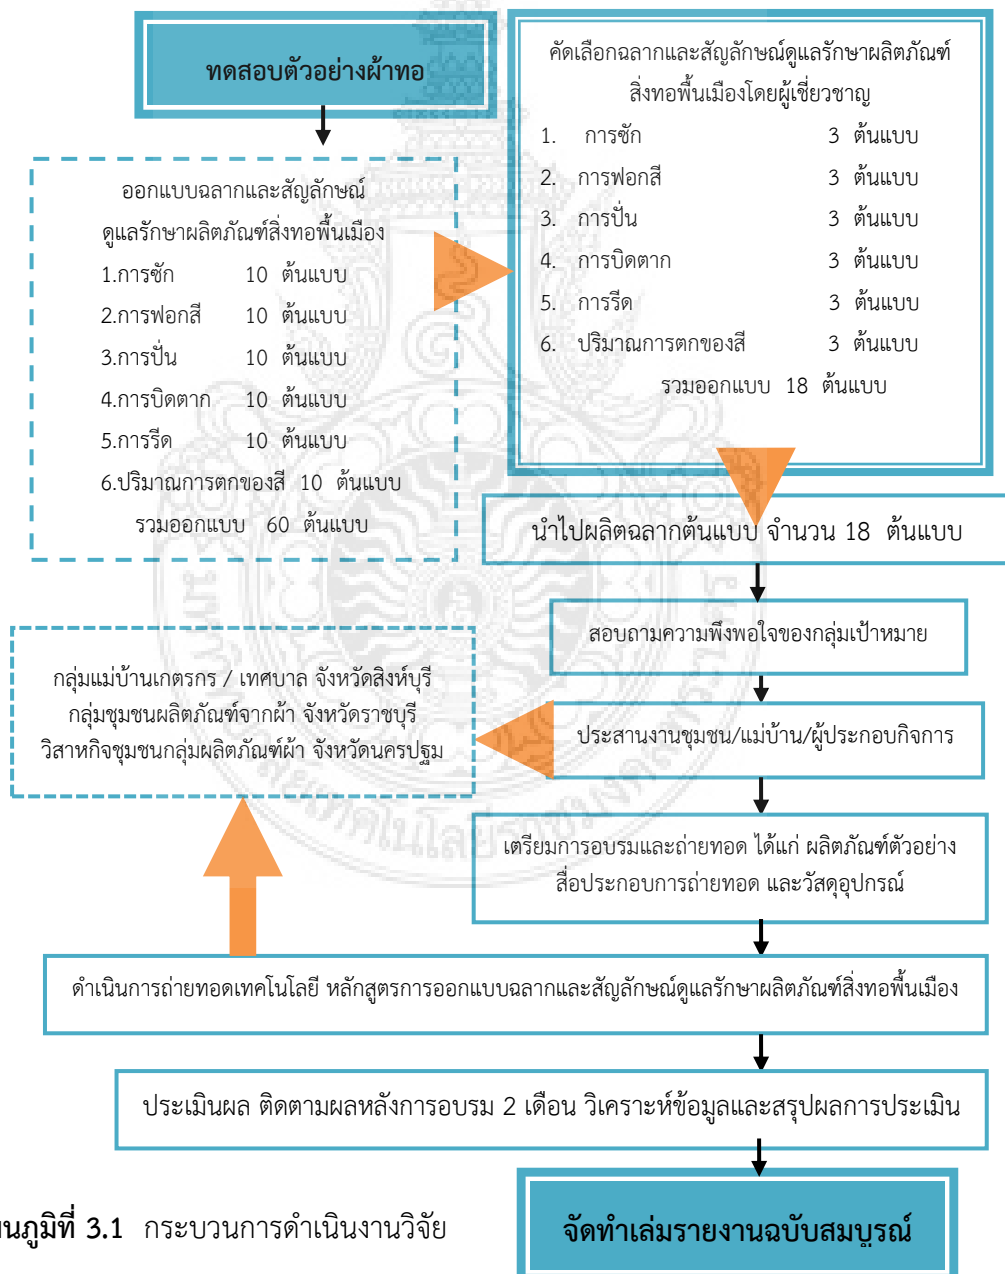 ทดสอบตัวอย่างผ้าทอ
ออกแบบฉลากและสัญลักษณ์
ดูแลรักษาผลิตภัณฑ์สิ่งทอพื้นเมือง
1.การซัก 10 ต้นแบบ
2.การฟอกสี 10 ต้นแบบ
3.การปั่น 10 ต้นแบบ
4.การบิดตาก 10 ต้นแบบ
5.การรีด 10 ต้นแบบ
6.ปริมาณการตกของสี 10 ต้นแบบ
รวมออกแบบ 60 ต้นแบบ
คัดเลือกฉลากและสัญลักษณ์ดูแลรักษาผลิตภัณฑ์
สิ่งทอพื้นเมืองโดยผู้เชี่ยวชาญ
1. การซัก 3 ต้นแบบ
2. การฟอกสี 3 ต้นแบบ
3. การปั่น 3 ต้นแบบ
4. การบิดตาก 3 ต้นแบบ
5. การรีด 3 ต้นแบบ
6. ปริมาณการตกของสี 3 ต้นแบบ
รวมออกแบบ 18 ต้นแบบ
นำไปผลิตฉลากต้นแบบ จำนวน 18 ต้นแบบ
สอบถามความพึงพอใจของกลุ่มเป้าหมาย
ประสานงานชุมชน/แม่บ้าน/ผู้ประกอบกิจการ
กลุ่มแม่บ้านเกตรกร / เทศบาล จังหวัดสิงห์บุรี
กลุ่มชุมชนผลิตภัณฑ์จากผ้า จังหวัดราชบุรี
วิสาหกิจชุมชนกลุ่มผลิตภัณฑ์ผ้า จังหวัดนครปฐม
เตรียมการอบรมและถ่ายทอด ได้แก่ ผลิตภัณฑ์ตัวอย่าง
สื่อประกอบการถ่ายทอด และวัสดุอุปกรณ์
ดำเนินการถ่ายทอดเทคโนโลยี หลักสูตรการออกแบบฉลากและสัญลักษณ์ดูแลรักษาผลิตภัณฑ์สิ่งทอพื้นเมือง
ประเมินผล ติดตามผลหลังการอบรม 2 เดือน วิเคราะห์ข้อมูลและสรุปผลการประเมิน
จัดทำเล่มรายงานฉบับสมบูรณ์
นภูมิที่ 3.1 กระบวนการดำเนินงานวิจัย